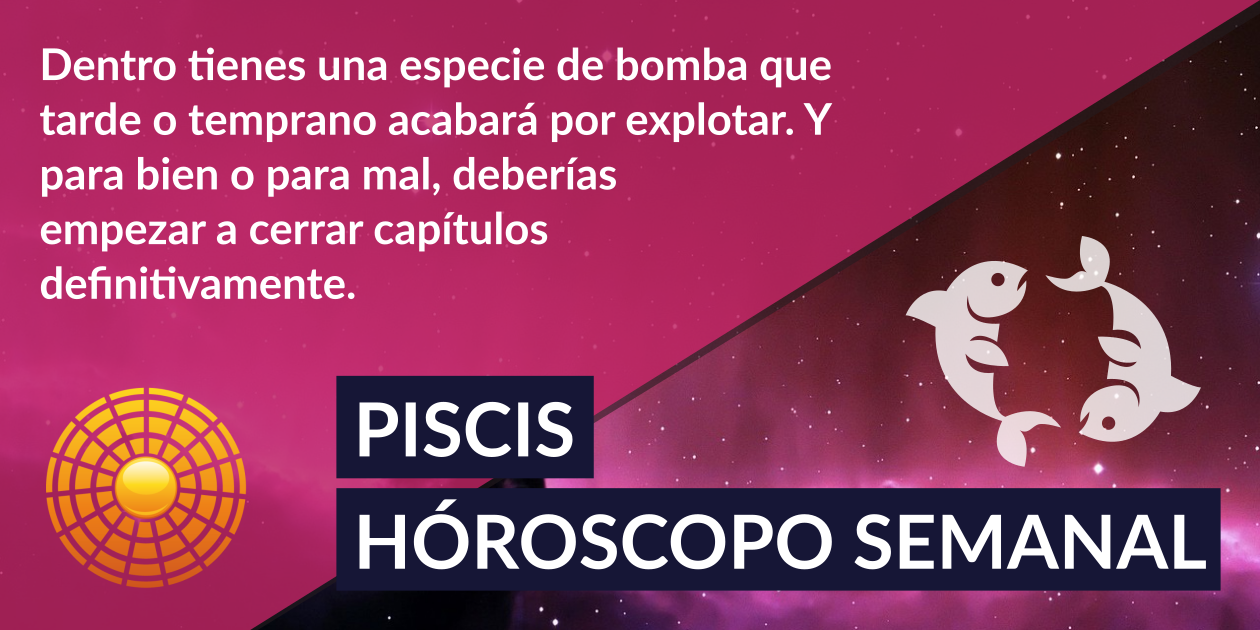 Dentro tienes una especie de bomba que
tarde o temprano acabará por explotar. Y
para bien o para mal, deberías
empezar a cerrar capítulos
definitivamente.
PISCIS
HÓROSCOPO SEMANAL